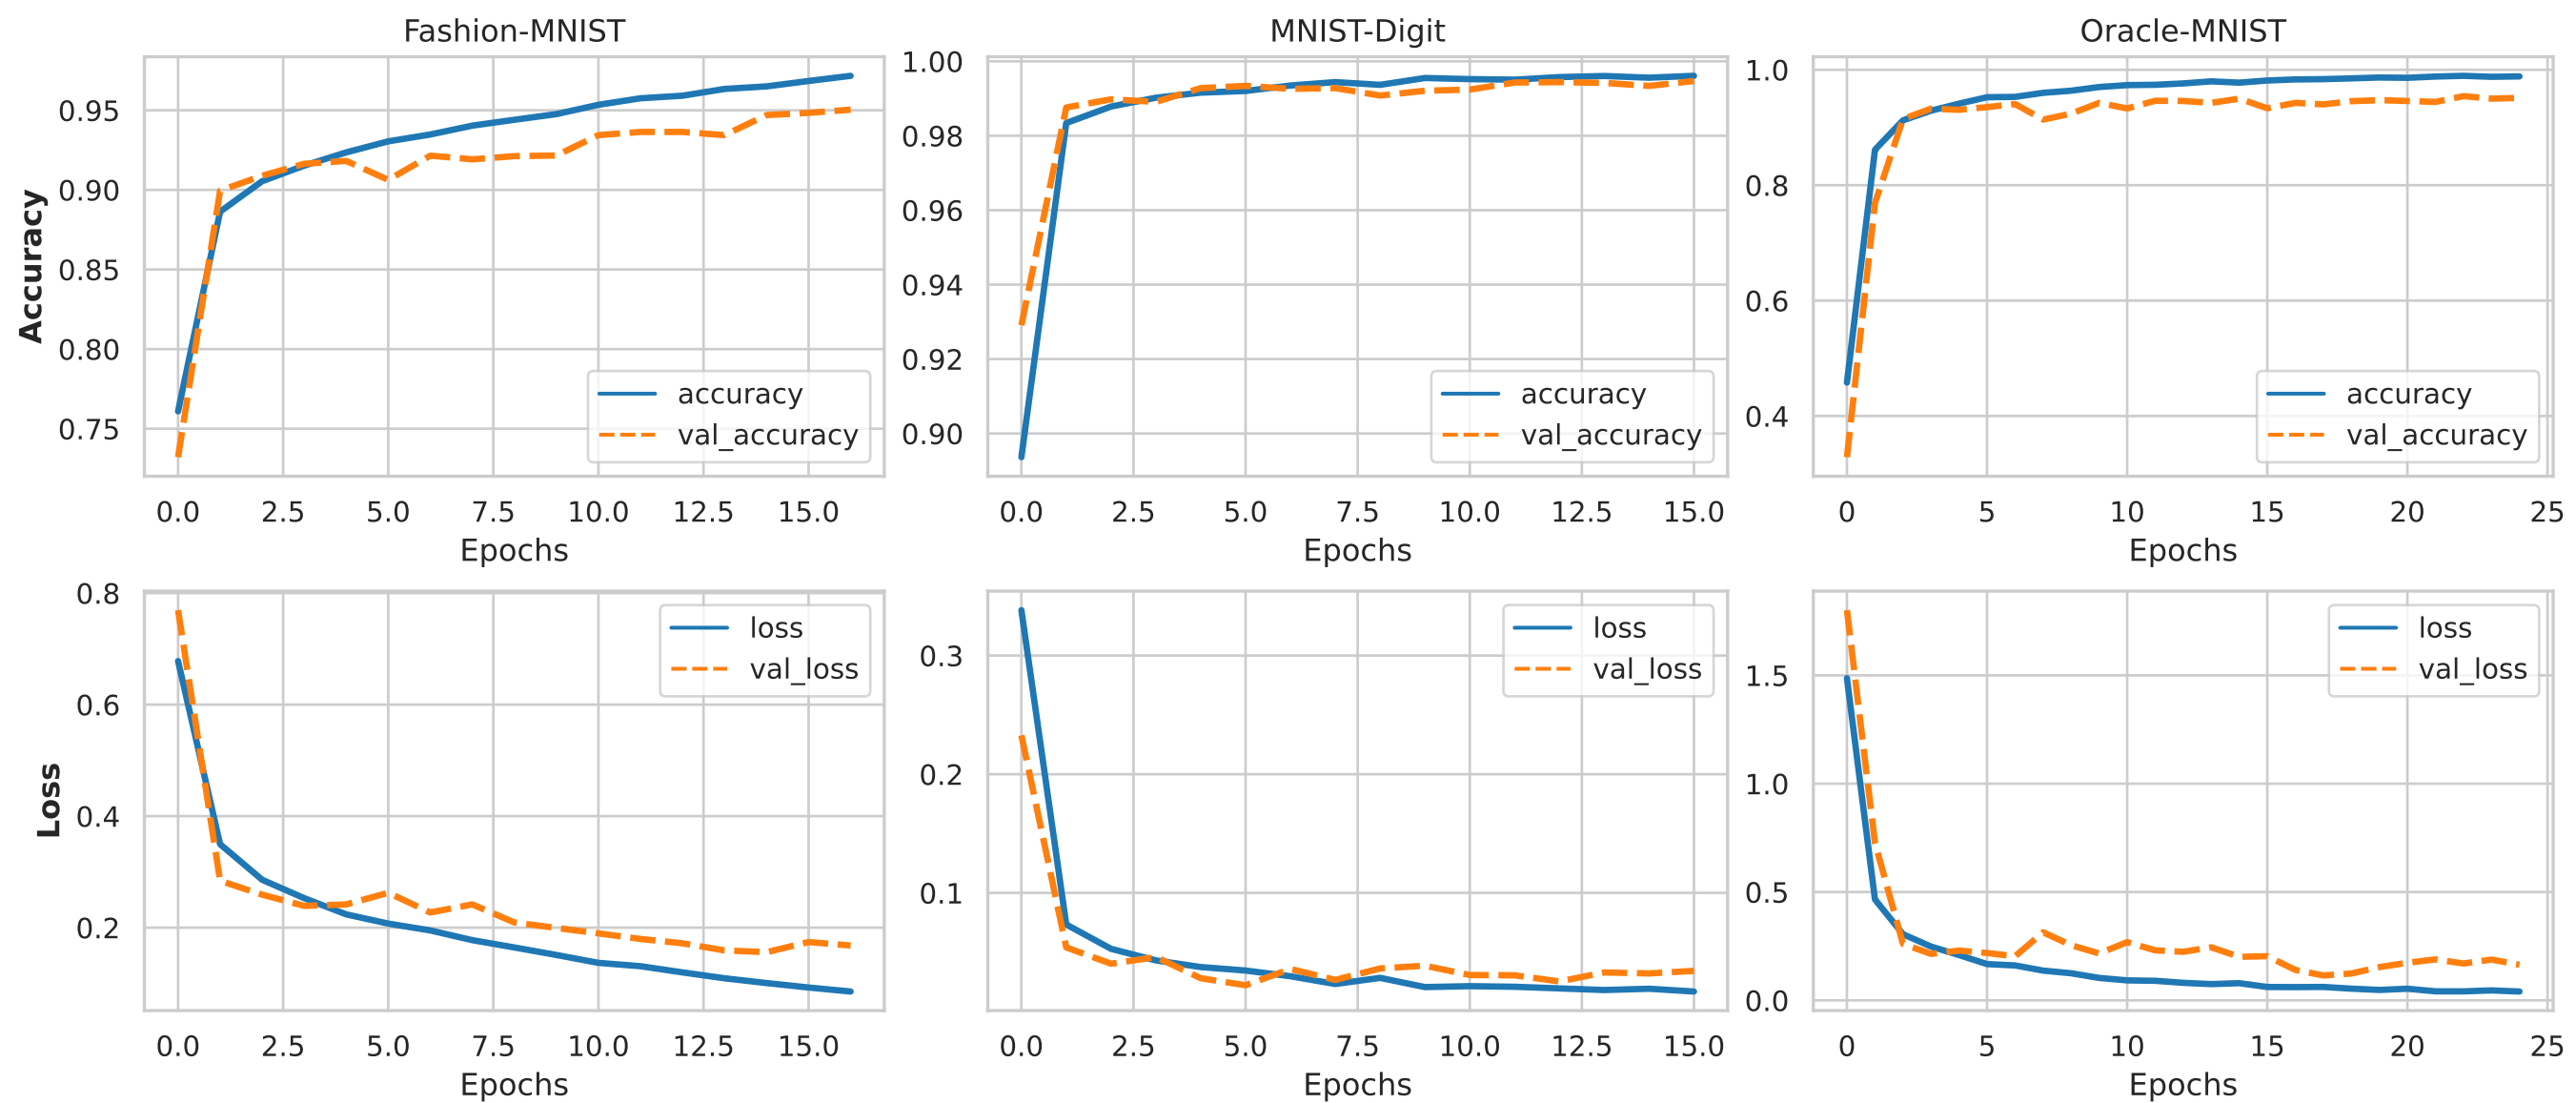 Fashion-MNIST
MNIST-Digit
Oracle-MNIST
Accuracy
0.95
0.90
0.85
0.80
0.75
accuracy
val_accuracy
0.0 2.5 5.0 7.5 10.0 12.5 15.0
Epochs
1.00
0.98
0.96
0.94
0.92
0.90
accuracy
val_accuracy
0.0 2.5 5.0 7.5 10.0 12.5 15.0
Epochs
1.0
0.8
0.6
0.4
accuracy
val_accuracy
0 5 10 15 20 25
Epochs
Loss
0.8
0.6
0.4
0.2
loss
val_loss
0.0 2.5 5.0 7.5 10.0 12.5 15.0
Epochs
0.3
0.2
0.1
loss
val_loss
0.0 2.5 5.0 7.5 10.0 12.5 15.0
Epochs
1.5
1.0
0.5
0.0
loss
val_loss
0 5 10 15 20 25
Epochs